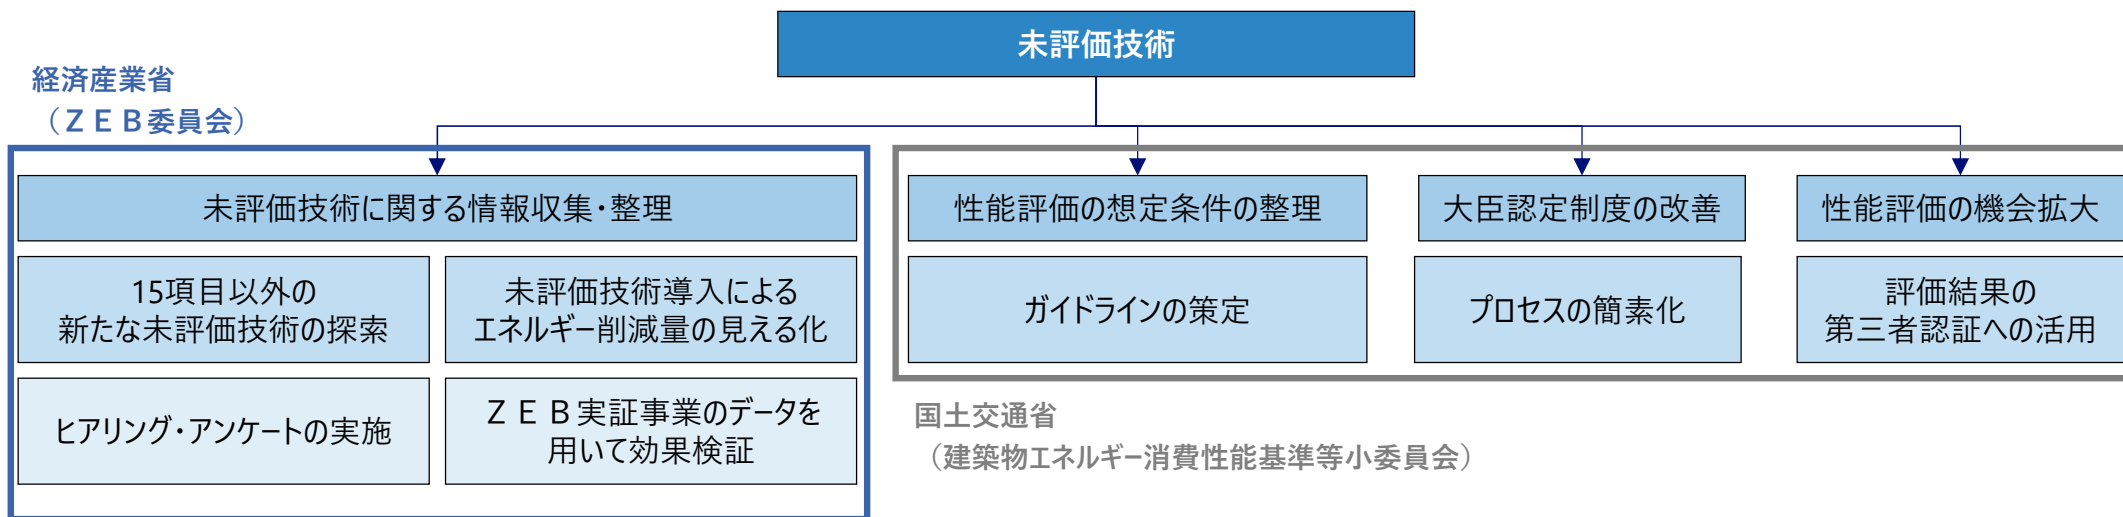 未評価技術
経済産業省
（ＺＥＢ委員会）
未評価技術に関する情報収集・整理
15項目以外の
新たな未評価技術の探索
未評価技術導入による
エネルギー削減量の見える化
ヒアリング・アンケートの実施
ＺＥＢ実証事業のデータを
用いて効果検証
性能評価の想定条件の整理
ガイドラインの策定
大臣認定制度の改善
プロセスの簡素化
性能評価の機会拡大
評価結果の
第三者認証への活用
国土交通省
（建築物エネルギー消費性能基準等小委員会）